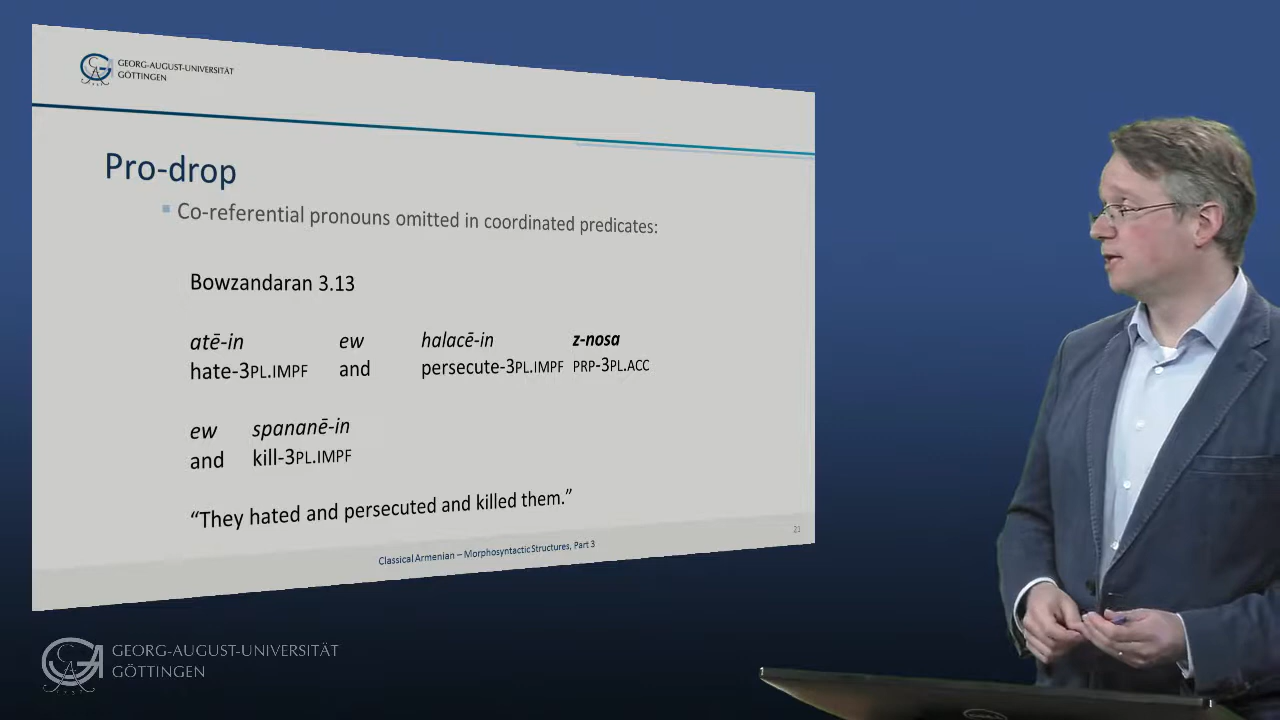 GEORG-AUGUST-UNIVERSITÄT
GÖTTINGEN
Pro-drop
Co-referential pronouns omitted in coordinated predicates:
Bowzandaran 3.13
atē-in ew halacē-in z-nosa
hate-3PL.IMPF and persecute-3PL.IMPF PRP-3PL.ACC
ew spananē-in
and kill-3PL.IMPF
“They hated and persecuted and killed them.”
21
Classical Armenian – Morphosyntactic Structures, Part 3
GEORG-AUGUST-UNIVERSITÄT
GÖTTINGEN